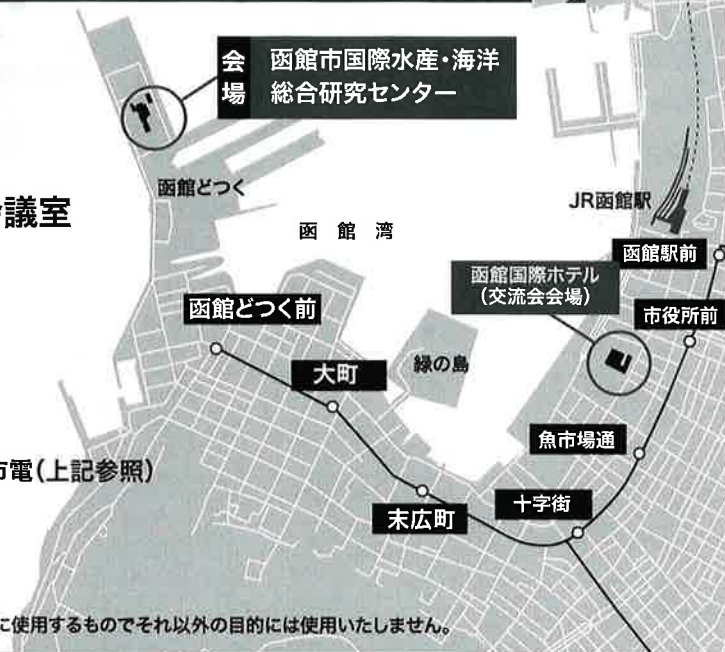 会場
函館市国際水産・海洋
総合研究センター
函館どつく
JR函館駅
議室
函館湾
函館駅前
函館国際ホテル
(交流会会場)
函館どつく前
市役所前
大町
緑の島
魚市場通
市電(上記参照)
十字街
末広町
に使用するものでそれ以外の目的には使用いたしません。